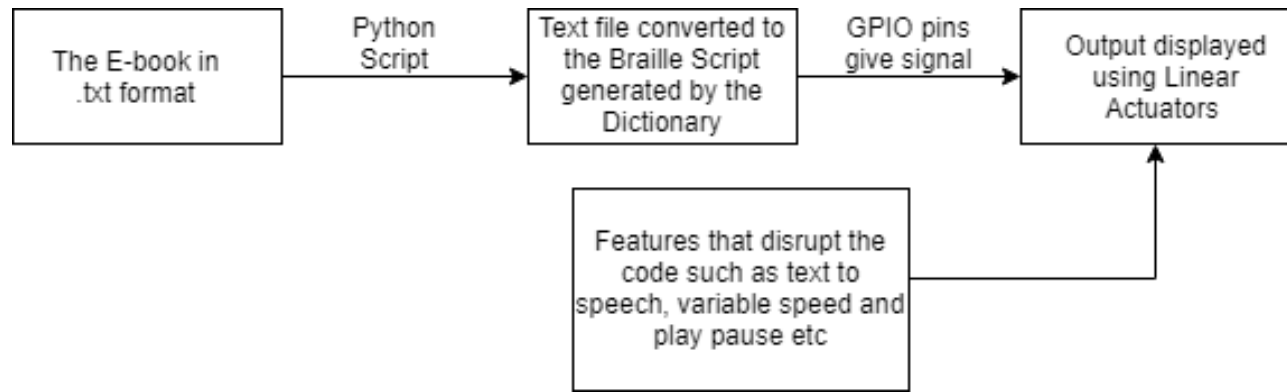 The E-book in
.txt format
Python
Script
Text file converted to
the Braille Script
generated by the
Dictionary
GPIO pins
give signal
Output displayed
using Linear
Actuators
Features that disrupt the
code such as text to
speech, variable speed and
play pause etc